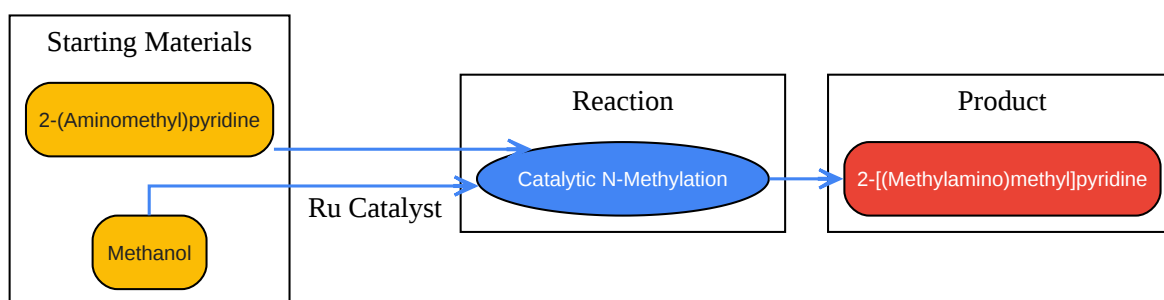 Starting Materials
2-(Aminomethyl)pyridine
Methanol
Ru Catalyst
Reaction
Catalytic N-Methylation
Product
2-[(Methylamino)methyl]pyridine